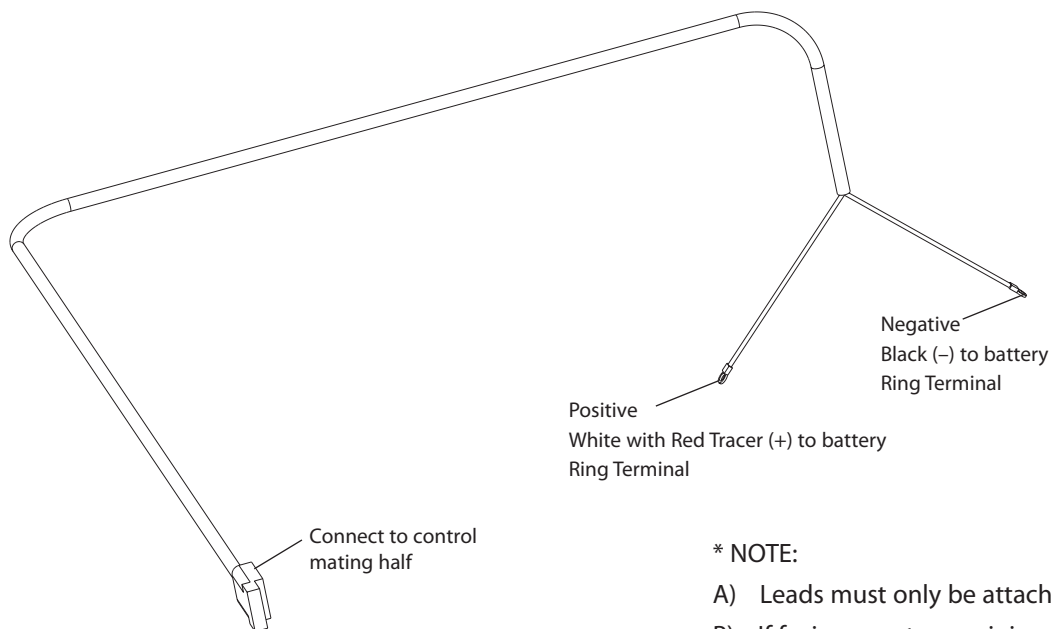 Negative
Black (–) to battery
Ring Terminal
Positive
White with Red Tracer (+) to battery
Ring Terminal
Connect to control
mating half
* NOTE:
A) Leads must only be attach